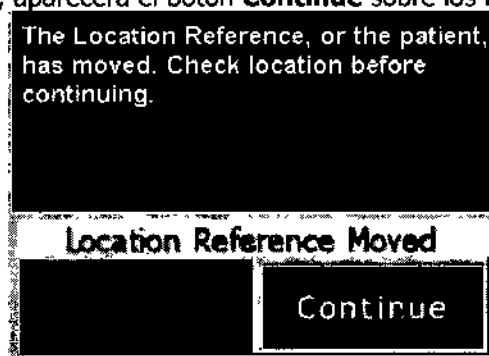 , aparecerá el botón Continue sobre los
The Location Reference, or the patient,
has moved. Check location before
continuing.
Location Reference Moved
Continue